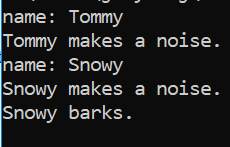 name: Tommy
Tommy makes a noise.
name: Snowy
Snowy makes a noise.
Snowy barks.